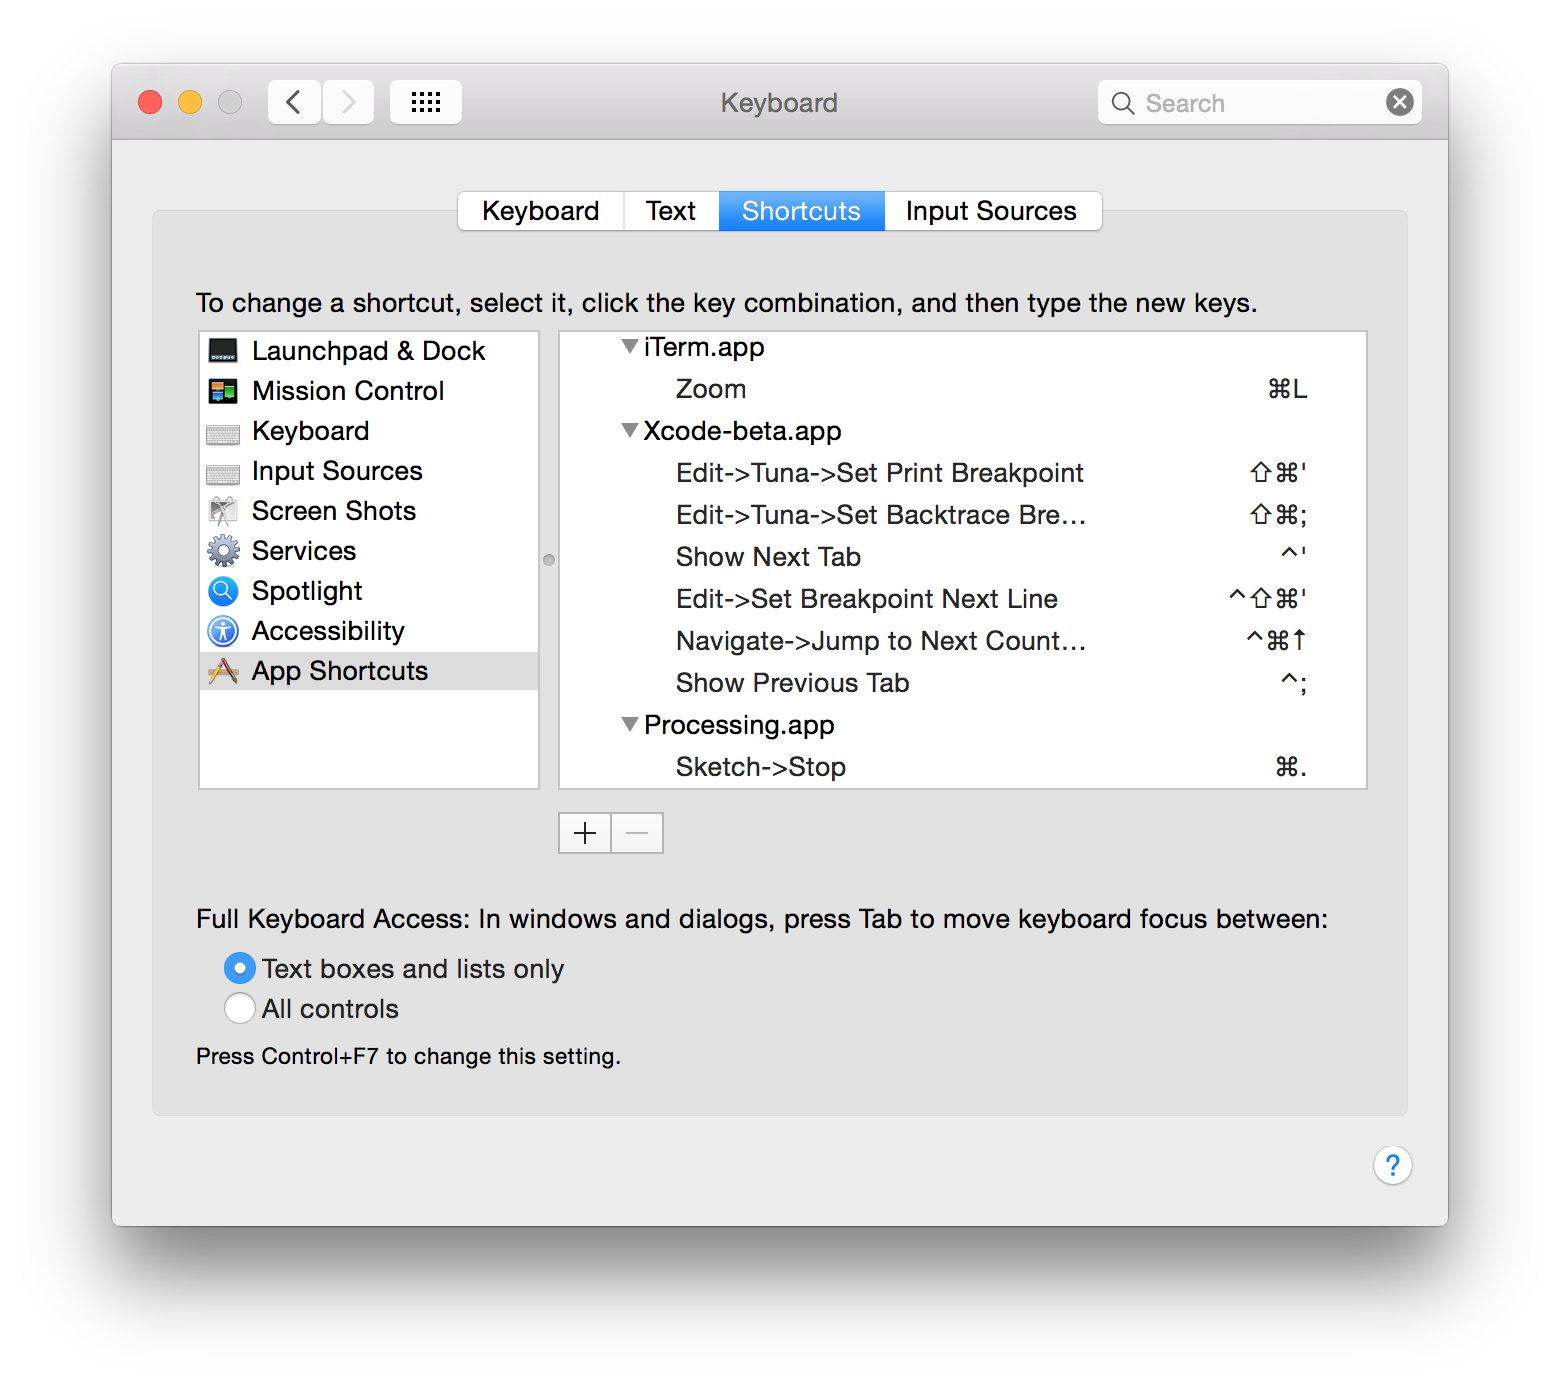 Keyboard
Search
Keyboard Text Shortcuts Input Sources
To change a shortcut, select it, click the key combination, and then type the new keys.
Launchpad & Dock
Mission Control
Keyboard
Input Sources
Screen Shots
Services
Spotlight
Accessibility
App Shortcuts
iTerm.app
Zoom ⌘L
Xcode-beta.app
Edit->Tuna->Set Print Breakpoint ⇧⌘'
Edit->Tuna->Set Backtrace Bre... ⇧⌘;
Show Next Tab ^'
Edit->Set Breakpoint Next Line ^⇧⌘'
Navigate->Jump to Next Count... ^⌘↑
Show Previous Tab ^;
Processing.app
Sketch->Stop ⌘.
Full Keyboard Access: In windows and dialogs, press Tab to move keyboard focus between:
Text boxes and lists only
All controls
Press Control+F7 to change this setting.
?